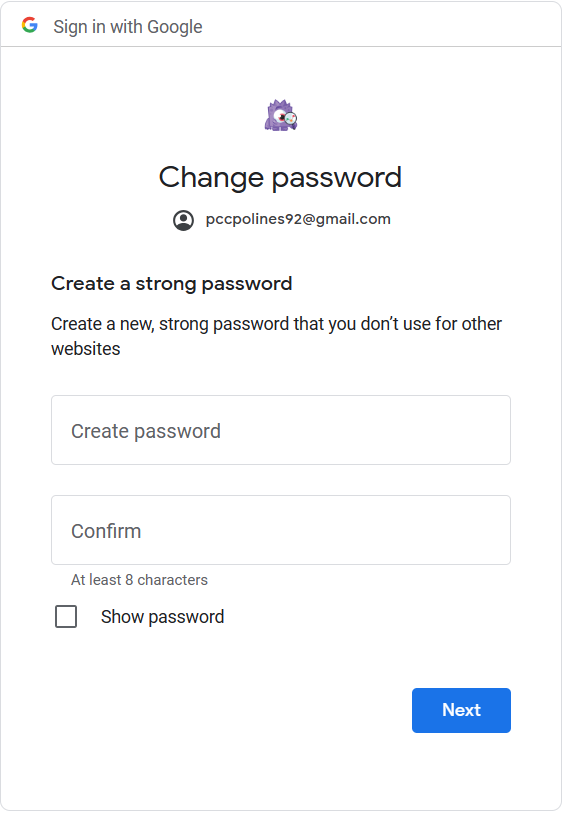 Sign in with Google
Change password
pccpolines92@gmail.com
Create a strong password
Create a new, strong password that you don’t use for other
websites
Create password
Confirm
At least 8 characters
Show password
Next